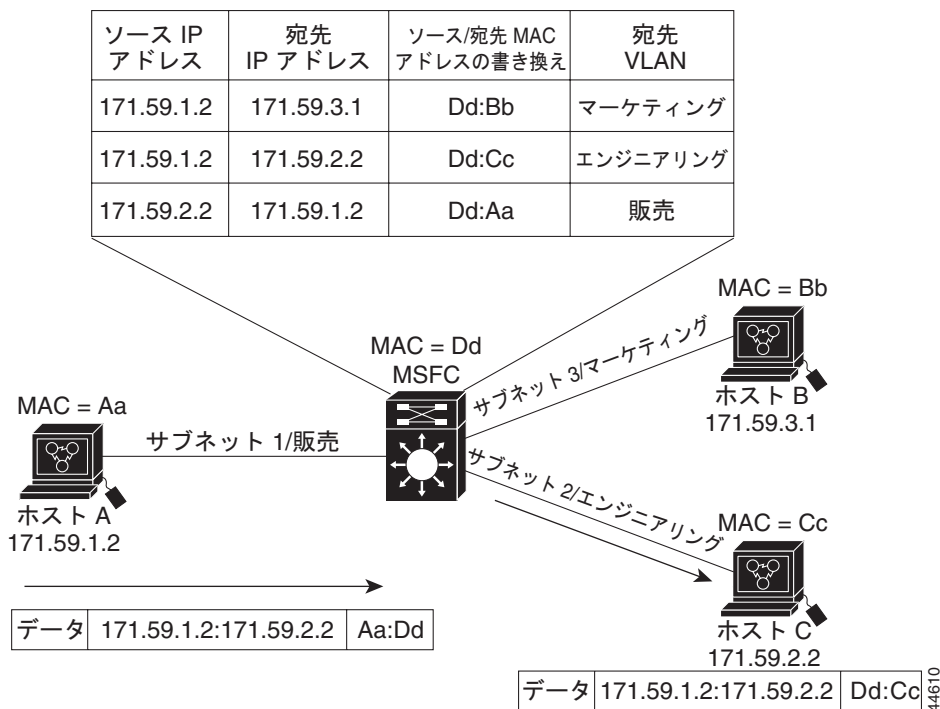 ソース IP アドレス
宛先 IP アドレス
ソース/宛先 MAC アドレスの書き換え
宛先 VLAN
171.59.1.2
171.59.3.1
Dd:Bb
マーケティング
171.59.1.2
171.59.2.2
Dd:Cc
エンジニアリング
171.59.2.2
171.59.1.2
Dd:Aa
販売
MAC = Bb
MAC = Dd
MSFC
サブネット 3/マーケティング
ホスト B
171.59.3.1
MAC = Aa
サブネット 1/販売
サブネット 2/エンジニアリング
ホスト A
171.59.1.2
MAC = Cc
データ 171.59.1.2:171.59.2.2 Aa:Dd
ホスト C
171.59.2.2
データ 171.59.1.2:171.59.2.2 Dd:Cc
44610